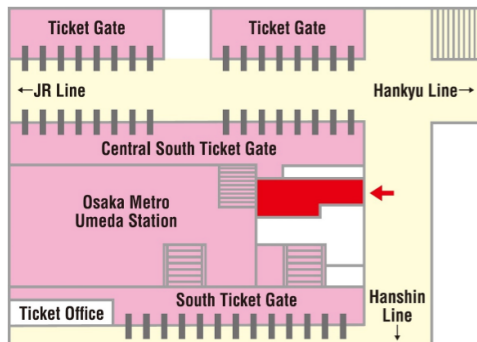 Ticket Gate
Ticket Gate
←JR Line
Hankyu Line→
Central South Ticket Gate
Osaka Metro
Umeda Station
South Ticket Gate
Ticket Office
Hanshin
Line
↓